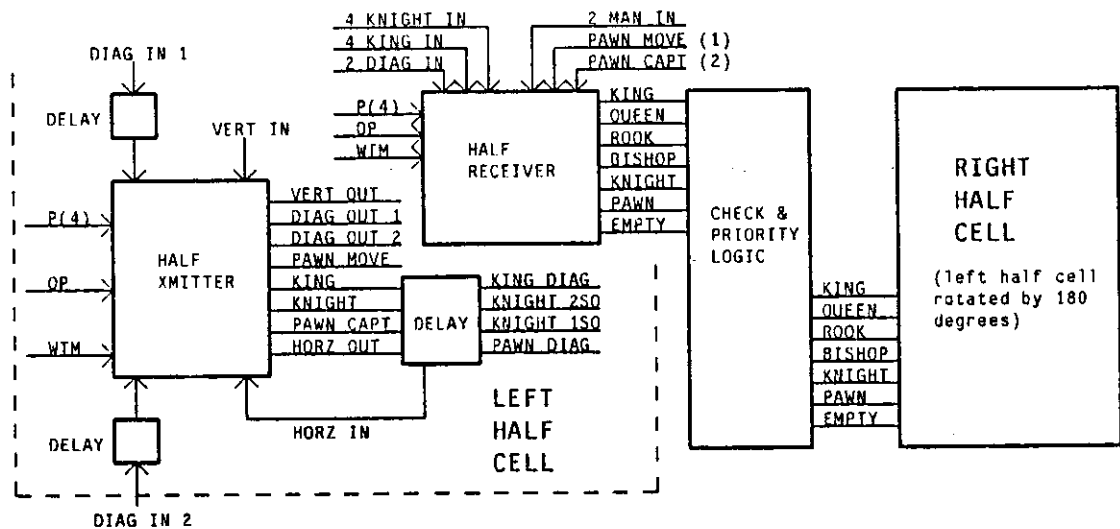 4 KNIGHT IN
4 KING IN
2 DIAG IN
2 MAN IN
PAWN MOVE (1)
PAWN CAPT (2)
DIAG IN 1
DELAY
VERT IN
P(4)
OP
WTM
HALF
RECEIVER
KING
QUEEN
ROOK
BISHOP
KNIGHT
PAWN
EMPTY
CHECK &
PRIORITY
LOGIC
RIGHT
HALF
CELL
(left half cell
rotated by 180
degrees)
P(4)
OP
WTM
HALF
XMITTER
VERT OUT
DIAG OUT 1
DIAG OUT 2
PAWN MOVE
KING
KNIGHT
PAWN CAPT
HORZ OUT
DELAY
KING DIAG
KNIGHT 2SQ
KNIGHT 1SQ
PAWN DIAG
KING
QUEEN
ROOK
BISHOP
KNIGHT
PAWN
EMPTY
HORZ IN
LEFT
HALF
CELL
DELAY
DIAG IN 2